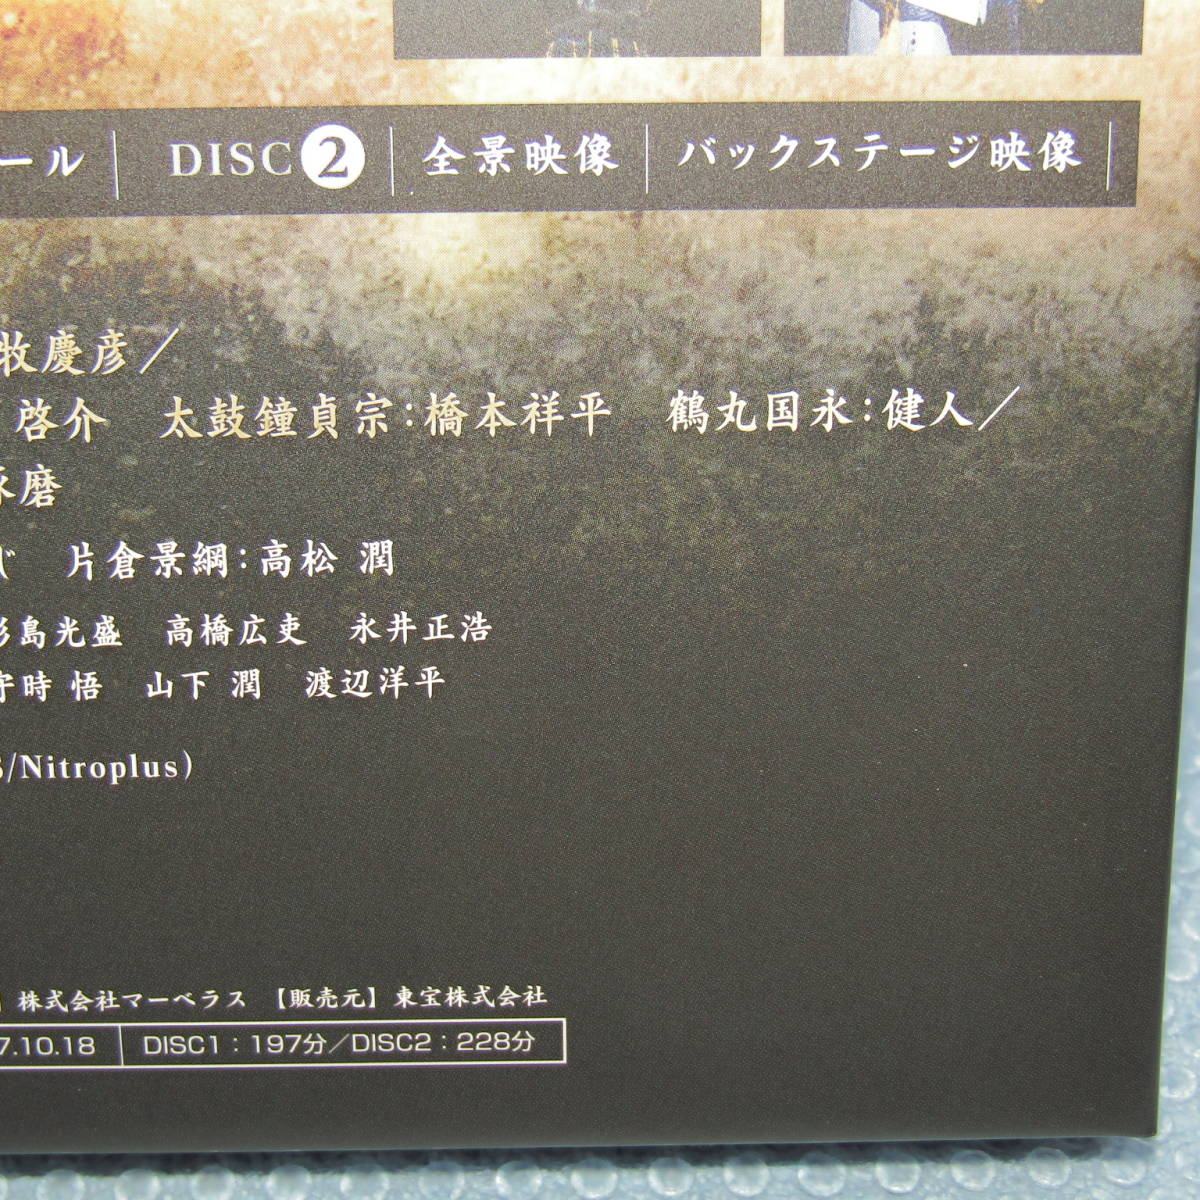 ール DISC2 全景映像 バックステージ映像
牧慶彦／
啓介 太鼓鐘貞宗：橋本祥平 鶴丸国永：健人／
琢磨
片倉景綱：高松 潤
杉島光盛 高橋広吏 永井正浩
守時 悟 山下 潤 渡辺洋平
/Nitroplus)
株式会社マーベラス 【販売元】東宝株式会社
7.10.18 DISC1：197分／DISC2：228分